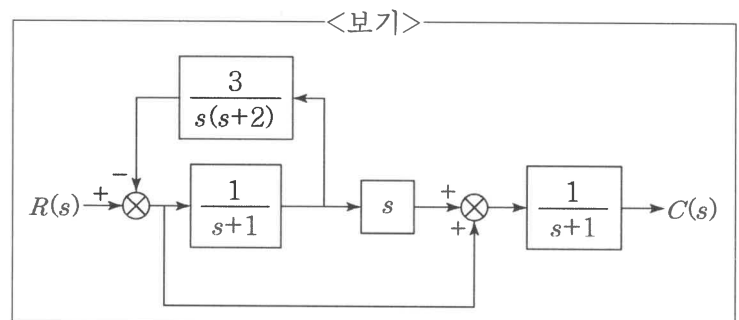 <보기>
3
s(s+2)
−
R(s) +
1
s+1
s
+
+
1
s+1
C(s)